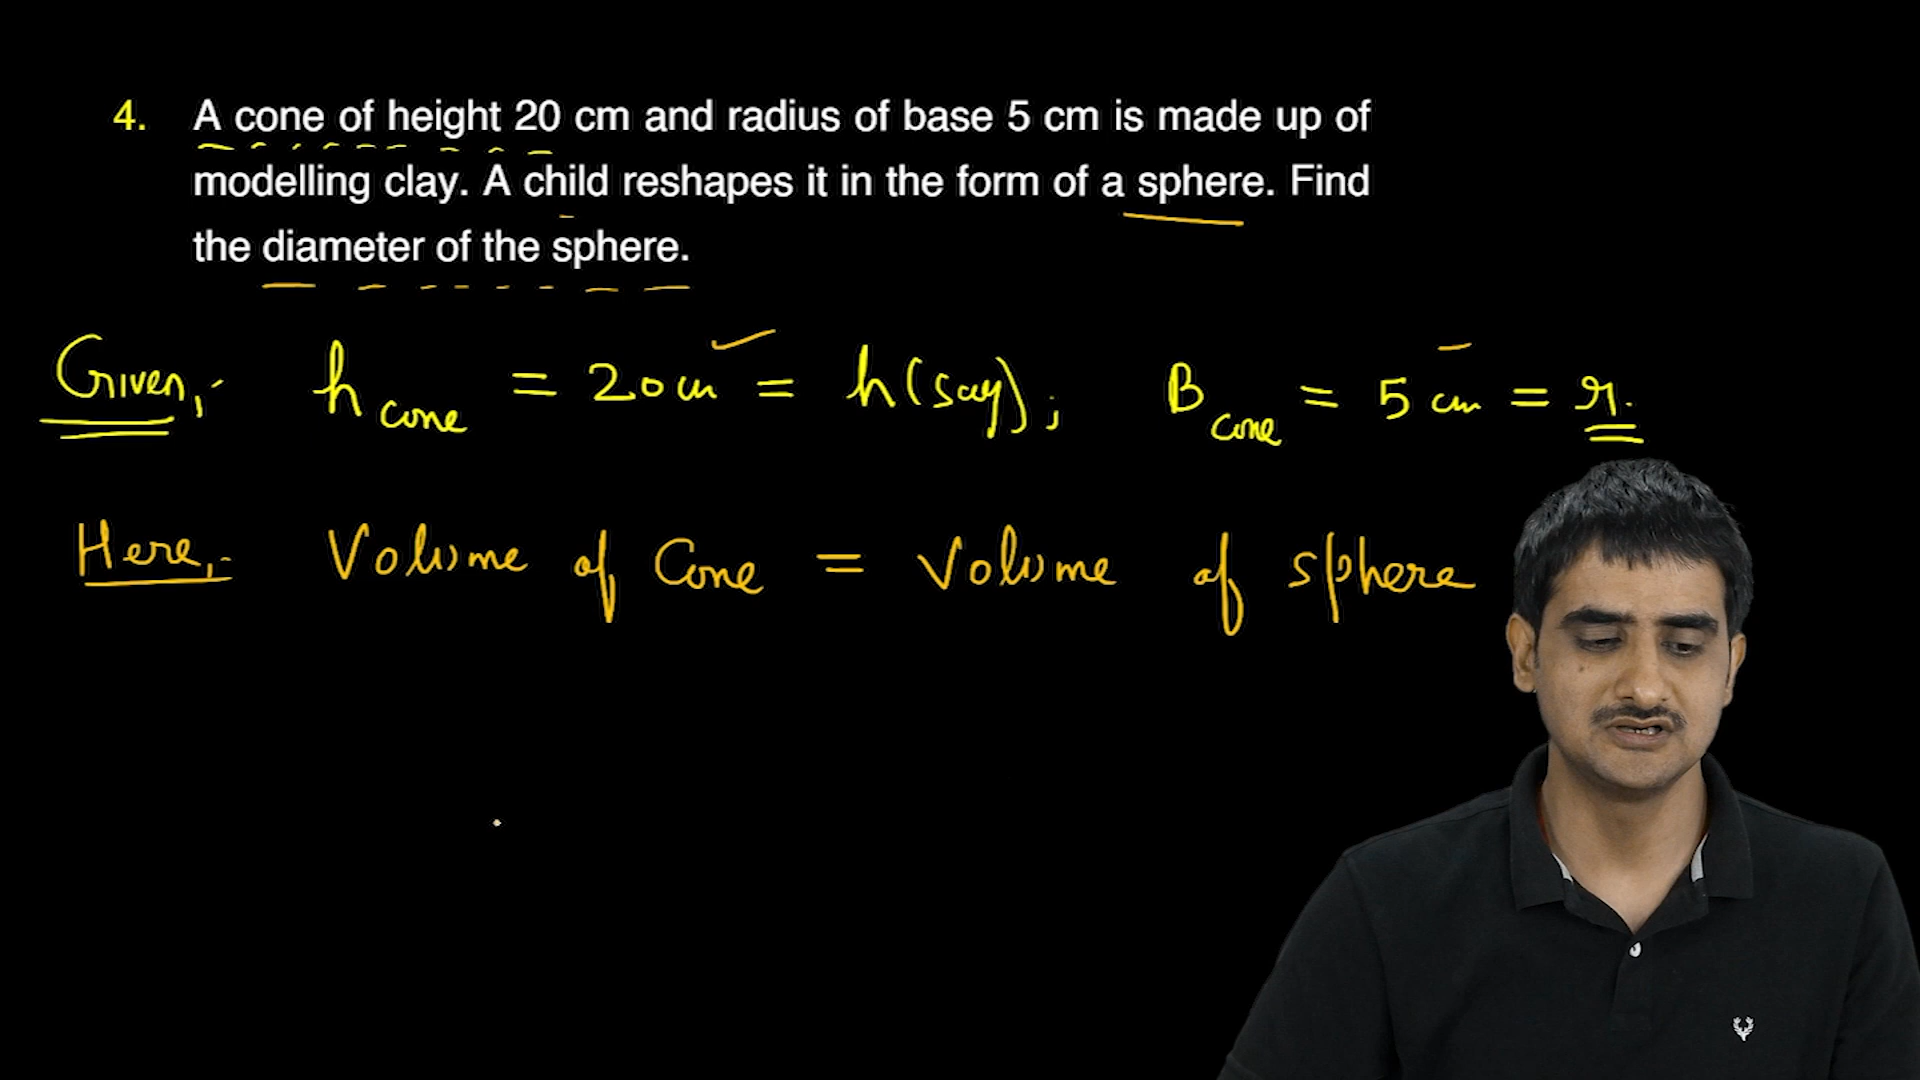 4. A cone of height 20 cm and radius of base 5 cm is made up of
modelling clay. A child reshapes it in the form of a sphere. Find
the diameter of the sphere.
Given,- h cone = 20 cm = h (say); B cone = 5 cm = r.
Here,- Volume of Cone = Volume of sphere